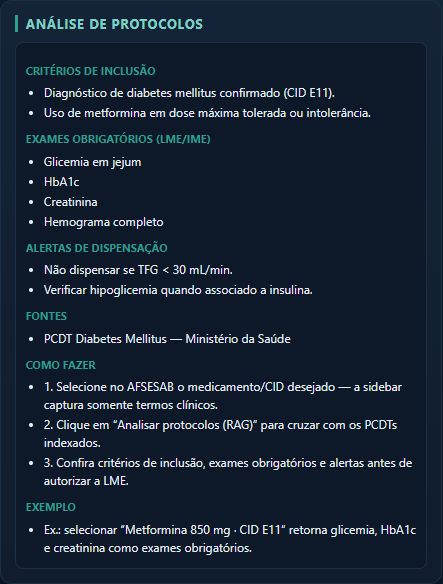 ANÁLISE DE PROTOCOLOS
CRITÉRIOS DE INCLUSÃO
• Diagnóstico de diabetes mellitus confirmado (CID E11).
• Uso de metformina em dose máxima tolerada ou intolerância.
EXAMES OBRIGATÓRIOS (LME/IME)
• Glicemia em jejum
• HbA1c
• Creatinina
• Hemograma completo
ALERTAS DE DISPENSAÇÃO
• Não dispensar se TFG < 30 mL/min.
• Verificar hipoglicemia quando associado a insulina.
FONTES
• PCDT Diabetes Mellitus — Ministério da Saúde
COMO FAZER
• 1. Selecione no AFSESAB o medicamento/CID desejado — a sidebar
captura somente termos clínicos.
• 2. Clique em “Analisar protocolos (RAG)” para cruzar com os PCDTs
indexados.
• 3. Confira critérios de inclusão, exames obrigatórios e alertas antes de
autorizar a LME.
EXEMPLO
• Ex.: selecionar “Metformina 850 mg · CID E11” retorna glicemia, HbA1c
e creatinina como exames obrigatórios.